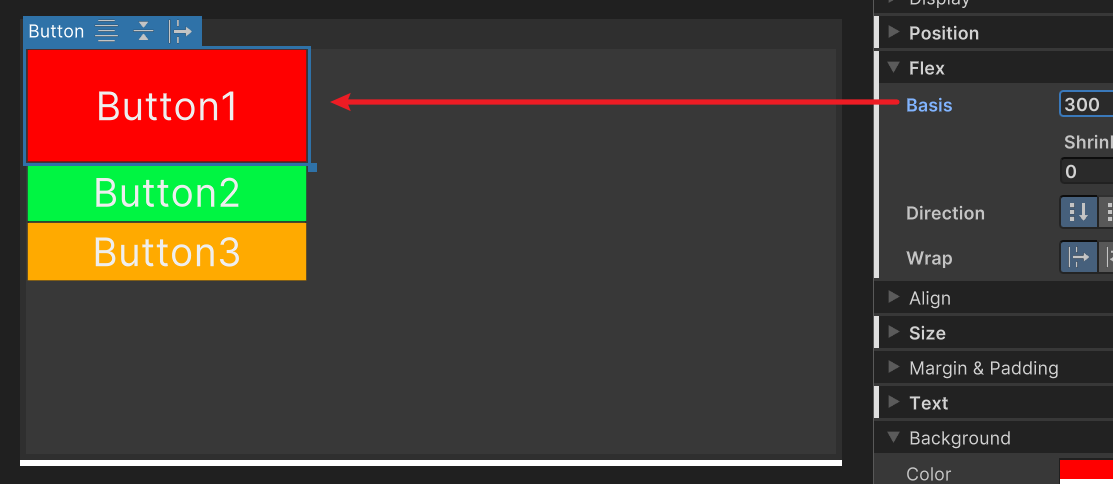 Display
Button
Position
Flex
Button1
Basis
300
Shrin
0
Button2
Direction
Button3
Wrap
Align
Size
Margin & Padding
Text
Background
Color